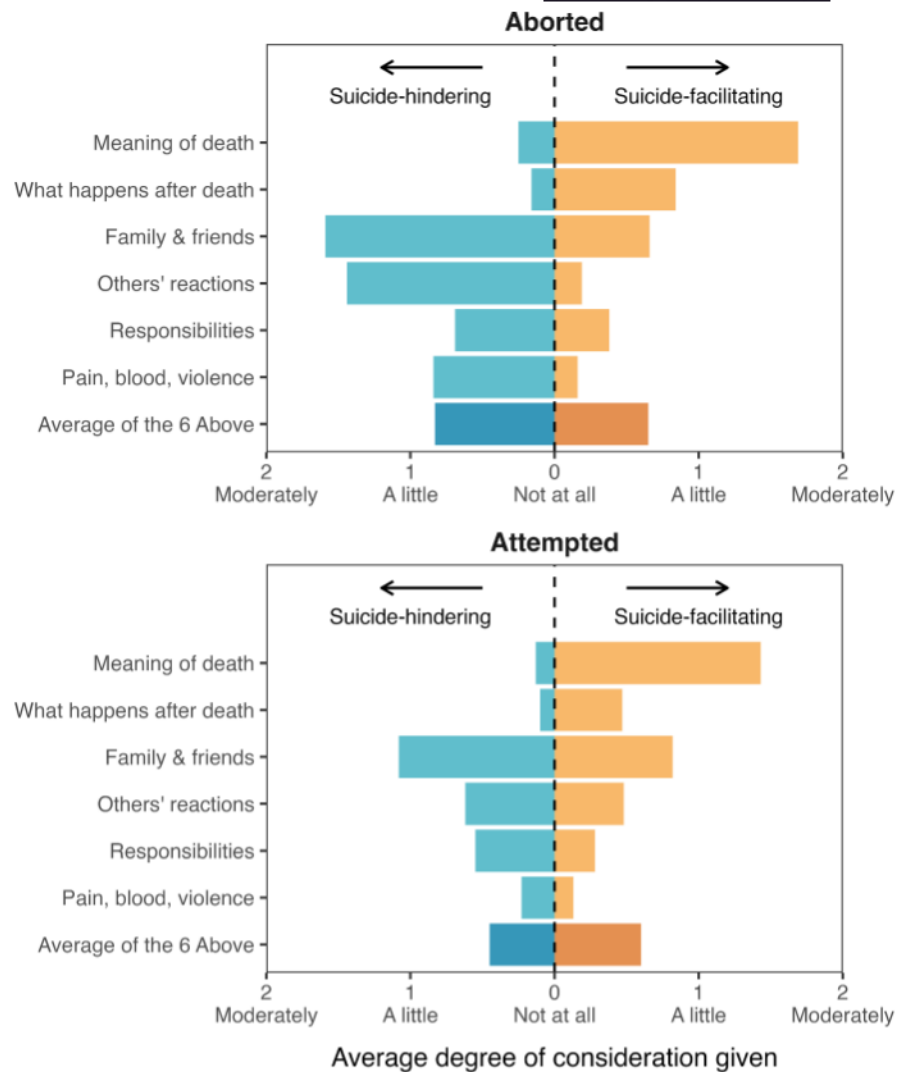 Aborted
Suicide-hindering Suicide-facilitating
Meaning of death
What happens after death
Family & friends
Others' reactions
Responsibilities
Pain, blood, violence
Average of the 6 Above
2 1 0 1 2
Moderately A little Not at all A little Moderately
Attempted
Suicide-hindering Suicide-facilitating
Meaning of death
What happens after death
Family & friends
Others' reactions
Responsibilities
Pain, blood, violence
Average of the 6 Above
2 1 0 1 2
Moderately A little Not at all A little Moderately
Average degree of consideration given